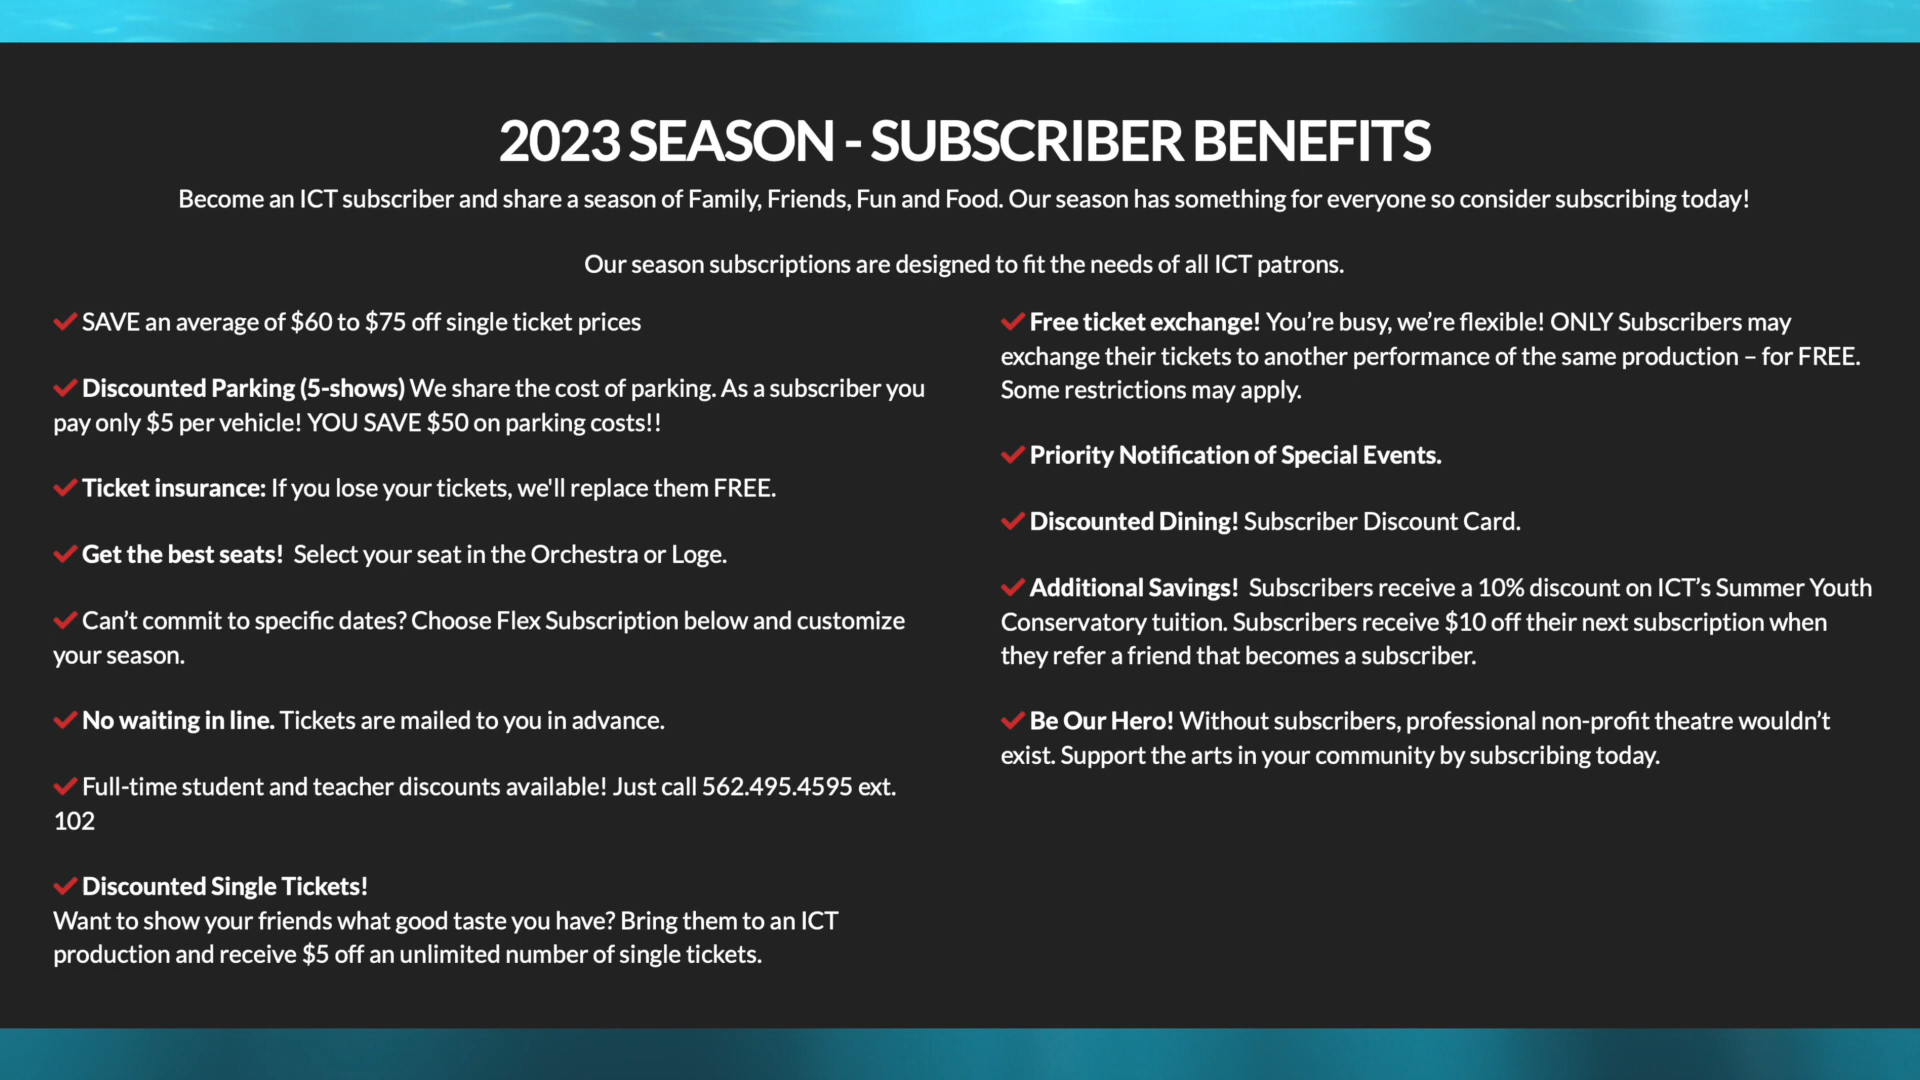 2023 SEASON - SUBSCRIBER BENEFITS
Become an ICT subscriber and share a season of Family, Friends, Fun and Food. Our season has something for everyone so consider subscribing today!
Our season subscriptions are designed to fit the needs of all ICT patrons.
SAVE an average of $60 to $75 off single ticket prices
Discounted Parking (5-shows) We share the cost of parking. As a subscriber you
pay only $5 per vehicle! YOU SAVE $50 on parking costs!!
Ticket insurance: If you lose your tickets, we'll replace them FREE.
Get the best seats!  Select your seat in the Orchestra or Loge.
Can’t commit to specific dates? Choose Flex Subscription below and customize
your season.
No waiting in line. Tickets are mailed to you in advance.
Full-time student and teacher discounts available! Just call 562.495.4595 ext.
102
Discounted Single Tickets!
Want to show your friends what good taste you have? Bring them to an ICT
production and receive $5 off an unlimited number of single tickets.
Free ticket exchange! You’re busy, we’re flexible! ONLY Subscribers may
exchange their tickets to another performance of the same production – for FREE.
Some restrictions may apply.
Priority Notification of Special Events.
Discounted Dining! Subscriber Discount Card.
Additional Savings!  Subscribers receive a 10% discount on ICT’s Summer Youth
Conservatory tuition. Subscribers receive $10 off their next subscription when
they refer a friend that becomes a subscriber.
Be Our Hero! Without subscribers, professional non-profit theatre wouldn’t
exist. Support the arts in your community by subscribing today.